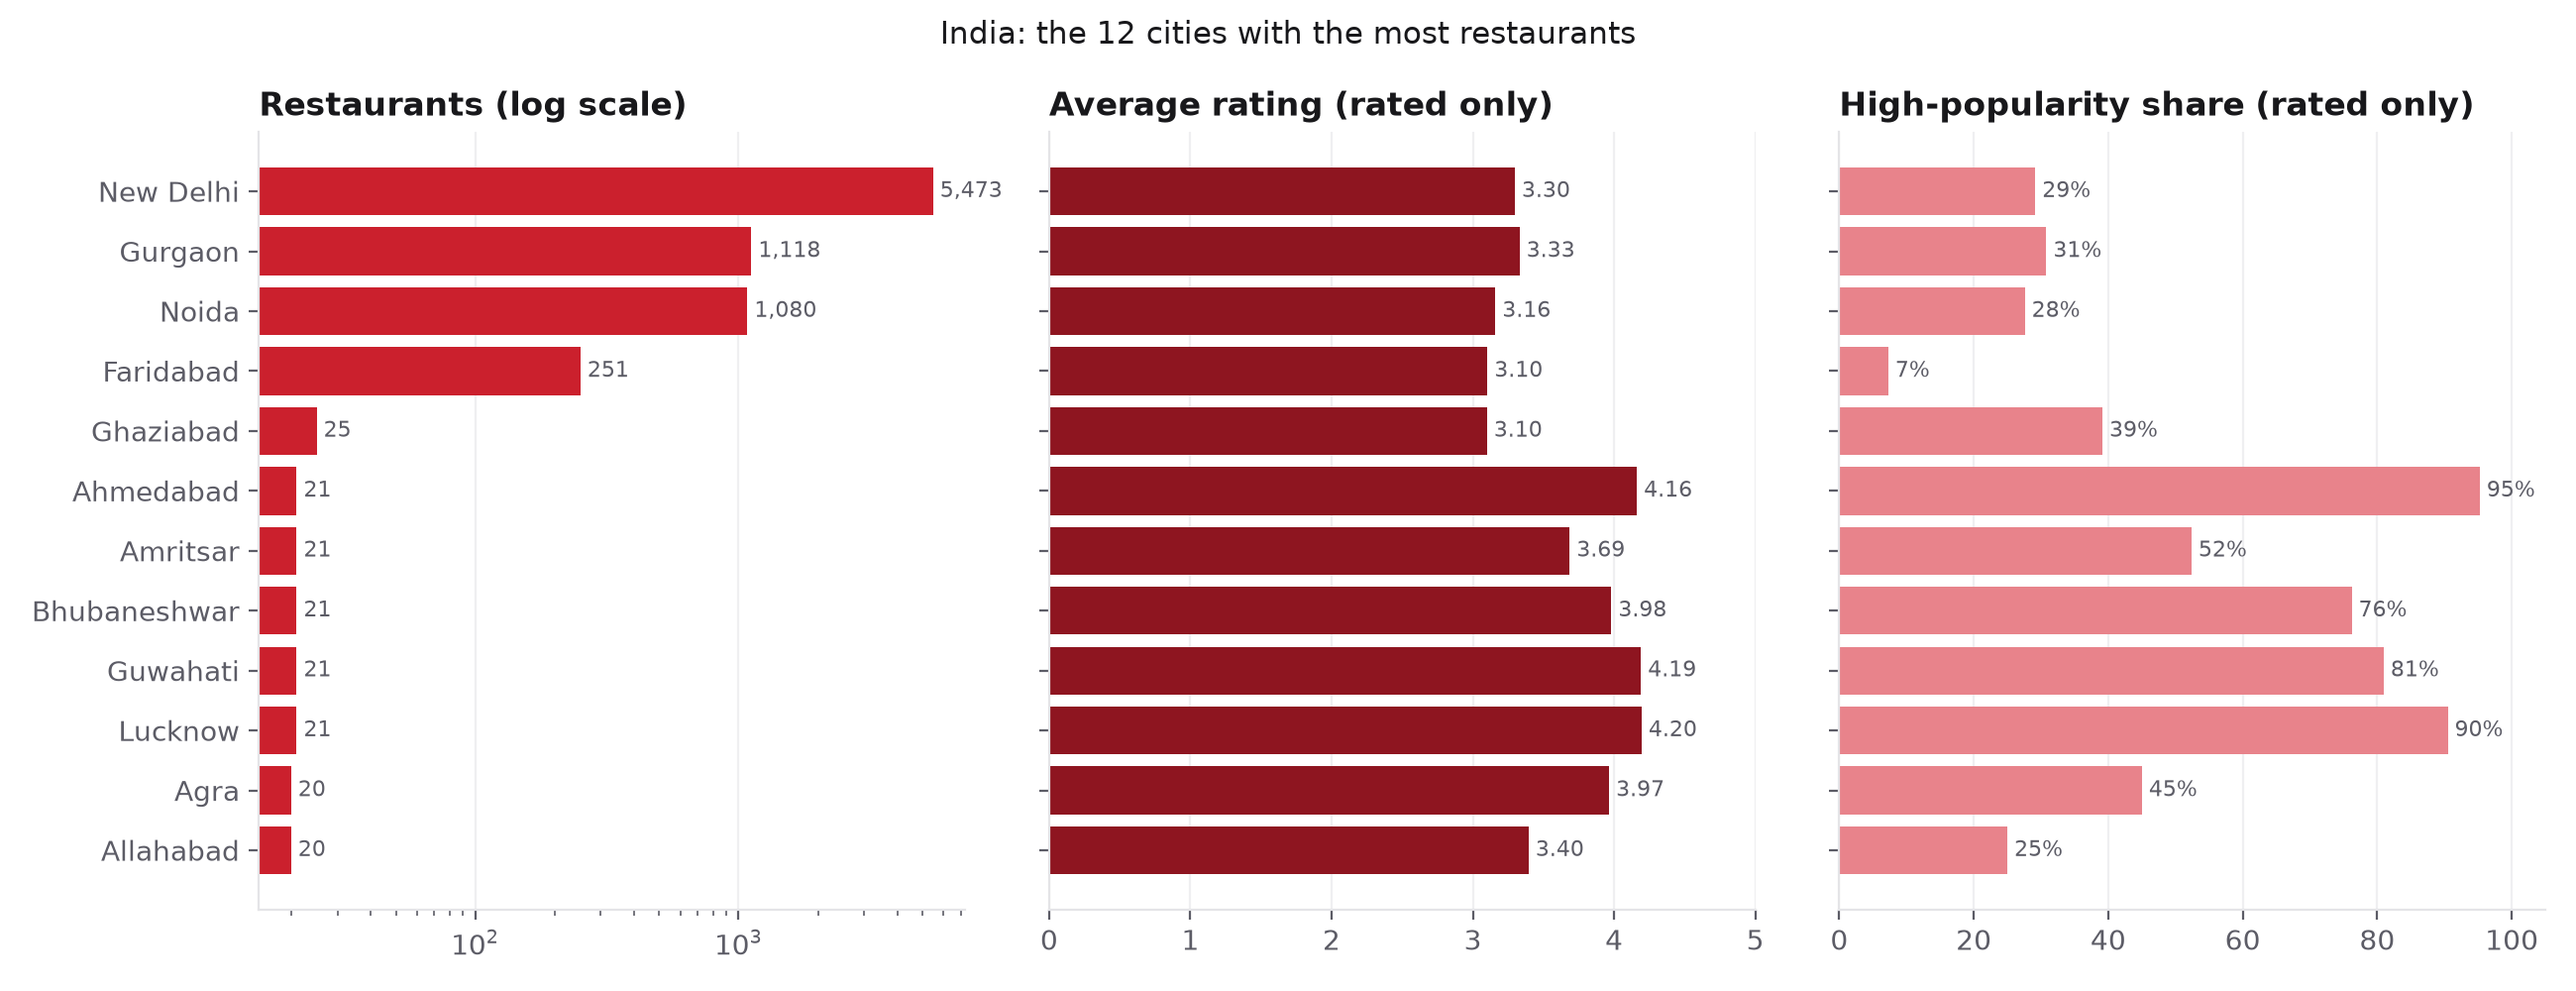 India: the 12 cities with the most restaurants
Restaurants (log scale)
New Delhi 5,473
Gurgaon 1,118
Noida 1,080
Faridabad 251
Ghaziabad 25
Ahmedabad 21
Amritsar 21
Bhubaneshwar 21
Guwahati 21
Lucknow 21
Agra 20
Allahabad 20
10² 10³
Average rating (rated only)
3.30
3.33
3.16
3.10
3.10
4.16
3.69
3.98
4.19
4.20
3.97
3.40
0 1 2 3 4 5
High-popularity share (rated only)
29%
31%
28%
7%
39%
95%
52%
76%
81%
90%
45%
25%
0 20 40 60 80 100